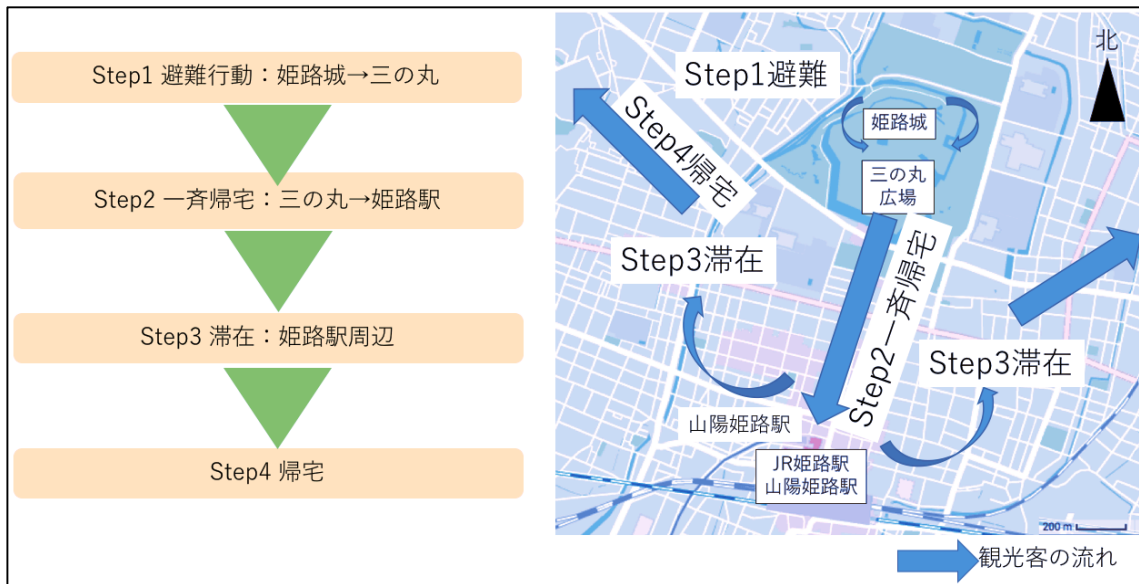 Step1 避難行動：姫路城→三の丸
Step2 一斉帰宅：三の丸→姫路駅
Step3 滞在：姫路駅周辺
Step4 帰宅
北
Step1避難
姫路城
Step4帰宅
三の丸
広場
Step3滞在
Step2一斉帰宅
Step3滞在
山陽姫路駅
JR姫路駅
山陽姫路駅
200 m
観光客の流れ